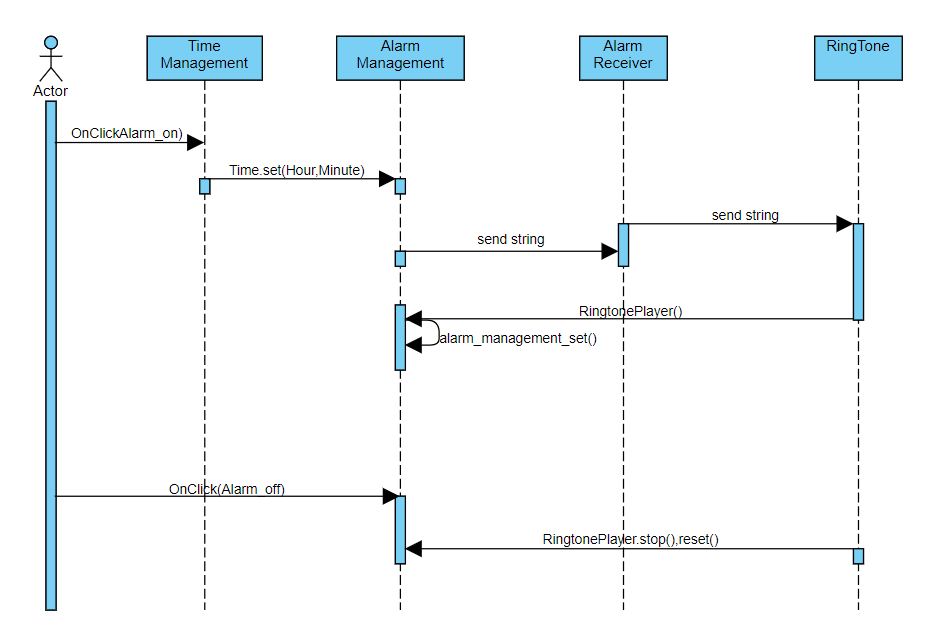 Time
Management
Alarm
Management
Alarm
Receiver
RingTone
Actor
OnClickAlarm_on)
Time.set(Hour,Minute)
send string
send string
RingtonePlayer()
alarm_management_set()
OnClick(Alarm_off)
RingtonePlayer.stop(),reset()